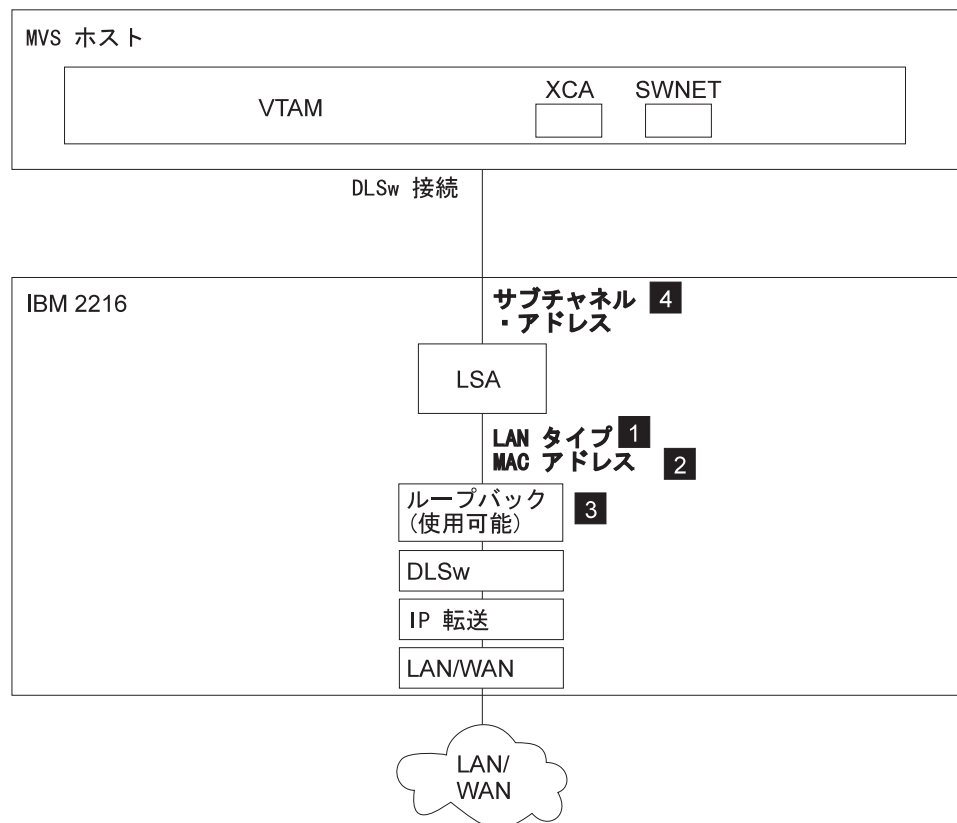 MVS ホスト
XCA SWNET
VTAM
DLSw 接続
IBM 2216
サブチャネル 4
・アドレス
LSA
LAN タイプ 1
MAC アドレス 2
ループバック
(使用可能) 3
DLSw
IP 転送
LAN/WAN
LAN/
WAN